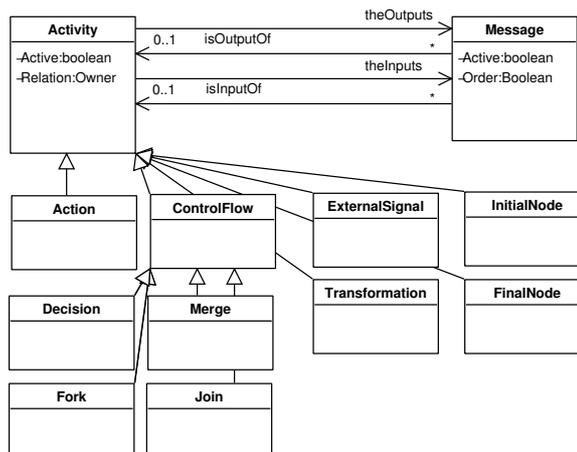 Activity
-Active:boolean
-Relation:Owner
theOutputs
0..1 isOutputOf *
theInputs
0..1 isInputOf *
Message
-Active:boolean
-Order:Boolean
Action
ControlFlow
ExternalSignal
InitialNode
Decision
Merge
Transformation
FinalNode
Fork
Join